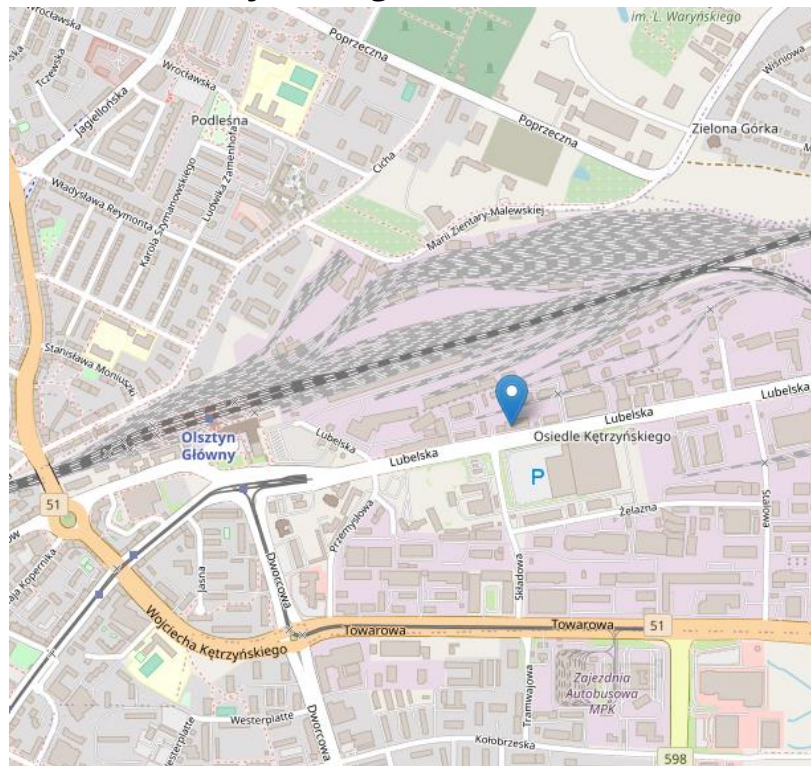 im. L. Waryńskiego
Wrocławska
Poprzeczna
Tczewska
Wrocławska
Wiśniowa
Jagiellońska
Podleśna
Poprzeczna
Zielona Górka
Cicha
Ludwika Zamenhofa
Karola Szymanowskiego
Władysława Reymonta
Marii Zientary-Malewskiej
Stanisława Moniuszki
Olsztyn
Główny
Lubelska
Lubelska
Lubelska
Lubelska
Osiedle Kętrzyńskiego
P
51
Stalowa
Żelazna
Przemysłowa
Składowa
Jasna
Dworcowa
Wojciecha Kętrzyńskiego
Towarowa
Towarowa
51
Zajezdnia
Autobusowa
MPK
Tramwajowa
Westerplatte
Dworcowa
Kołobrzeska
598